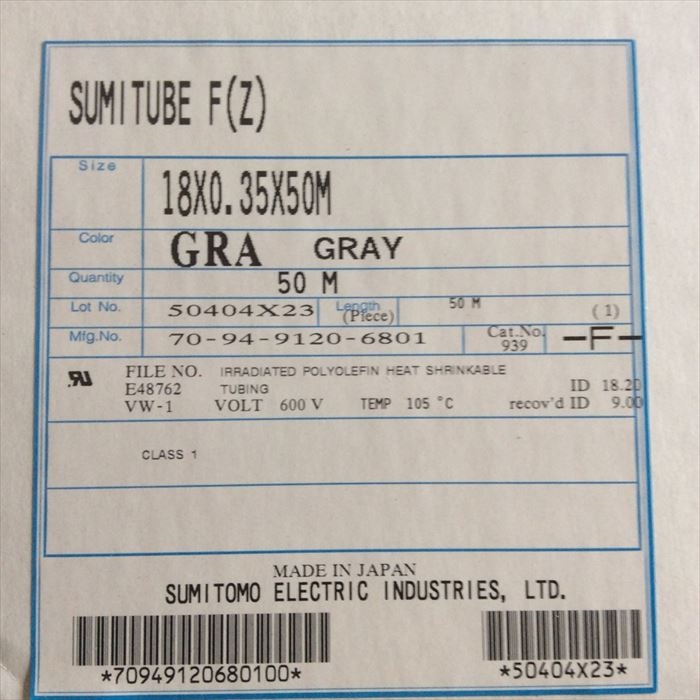 SUMITUBE F(Z)
Size 18X0.35X50M
Color GRA GRAY
Quantity 50 M
Lot No. 50404X23 Length (Piece) 50 M (1)
Mfg.No. 70-94-9120-6801 Cat.No. 939 -F-
FILE NO. IRRADIATED POLYOLEFIN HEAT SHRINKABLE
E48762 TUBING ID 18.20
VW-1 VOLT 600 V TEMP 105 °C recov'd ID 9.00
CLASS 1
MADE IN JAPAN
SUMITOMO ELECTRIC INDUSTRIES, LTD.
*70949120680100* *50404X23*